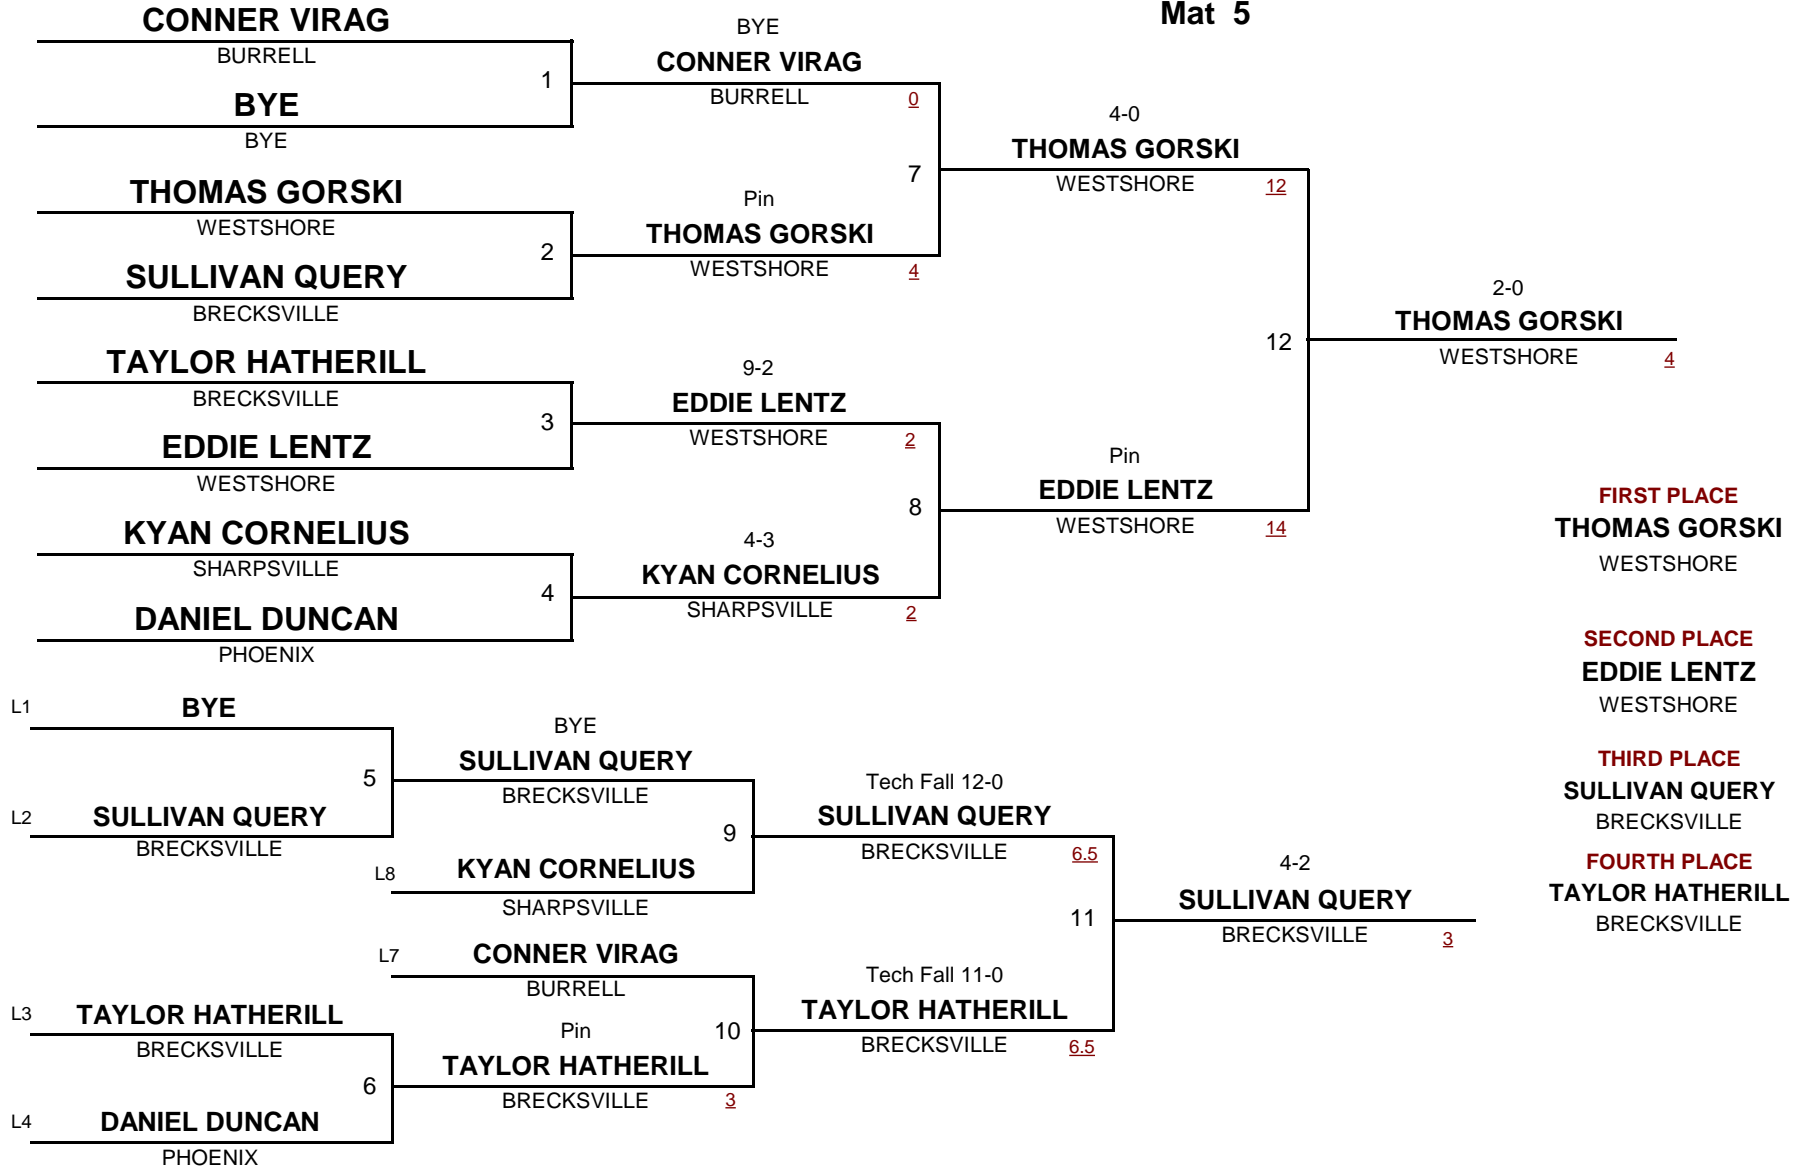 Mat 5
CONNER VIRAG
BURRELL
1
BYE
BYE
THOMAS GORSKI
WESTSHORE
2
SULLIVAN QUERY
BRECKSVILLE
TAYLOR HATHERILL
BRECKSVILLE
3
EDDIE LENTZ
WESTSHORE
KYAN CORNELIUS
SHARPSVILLE
4
DANIEL DUNCAN
PHOENIX
BYE
CONNER VIRAG
BURRELL 0
7
Pin
THOMAS GORSKI
WESTSHORE 4
9-2
EDDIE LENTZ
WESTSHORE 2
8
4-3
KYAN CORNELIUS
SHARPSVILLE 2
4-0
THOMAS GORSKI
WESTSHORE 12
12
Pin
EDDIE LENTZ
WESTSHORE 14
2-0
THOMAS GORSKI
WESTSHORE 4
FIRST PLACE
THOMAS GORSKI
WESTSHORE
SECOND PLACE
EDDIE LENTZ
WESTSHORE
THIRD PLACE
SULLIVAN QUERY
BRECKSVILLE
FOURTH PLACE
TAYLOR HATHERILL
BRECKSVILLE
L1 BYE
5
L2 SULLIVAN QUERY
BRECKSVILLE
L3 TAYLOR HATHERILL
BRECKSVILLE
6
L4 DANIEL DUNCAN
PHOENIX
BYE
SULLIVAN QUERY
BRECKSVILLE
9
L8 KYAN CORNELIUS
SHARPSVILLE
L7 CONNER VIRAG
BURRELL
10
Pin
TAYLOR HATHERILL
BRECKSVILLE 3
Tech Fall 12-0
SULLIVAN QUERY
BRECKSVILLE 6.5
11
Tech Fall 11-0
TAYLOR HATHERILL
BRECKSVILLE 6.5
4-2
SULLIVAN QUERY
BRECKSVILLE 3